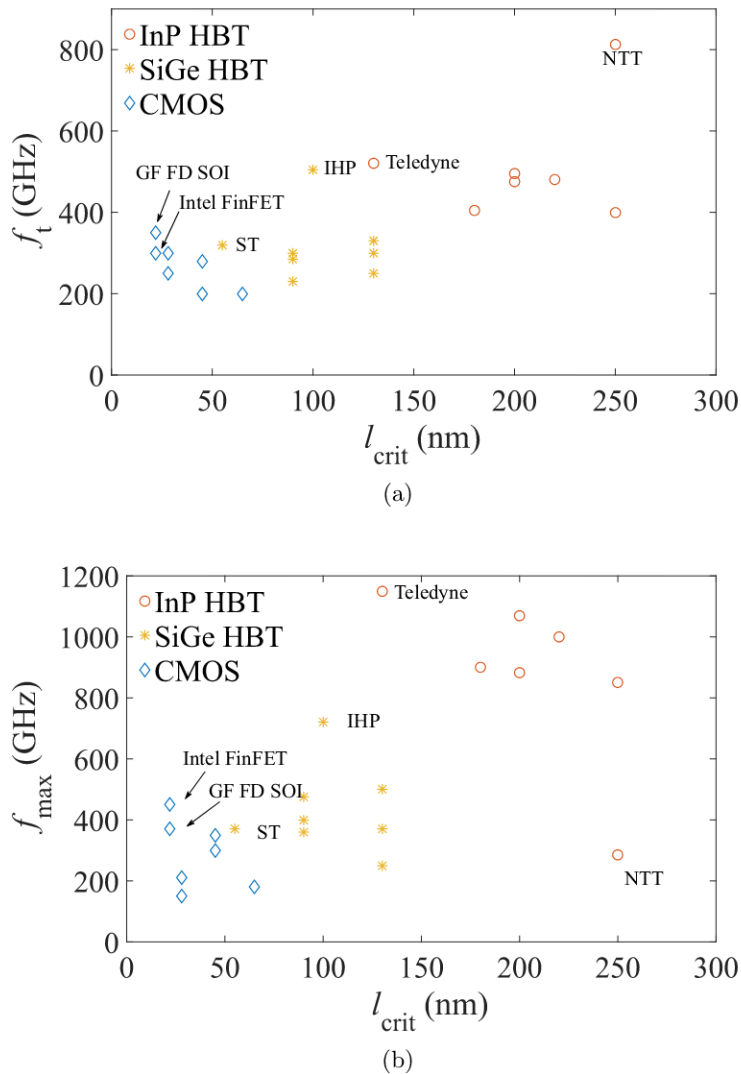 800
600
400
200
0
f_t (GHz)
InP HBT
SiGe HBT
CMOS
NTT
IHP
Teledyne
GF FD SOI
Intel FinFET
ST
0 50 100 150 200 250 300
l_crit (nm)
(a)
1200
1000
800
600
400
200
0
f_max (GHz)
InP HBT
SiGe HBT
CMOS
Teledyne
IHP
Intel FinFET
GF FD SOI
ST
NTT
0 50 100 150 200 250 300
l_crit (nm)
(b)